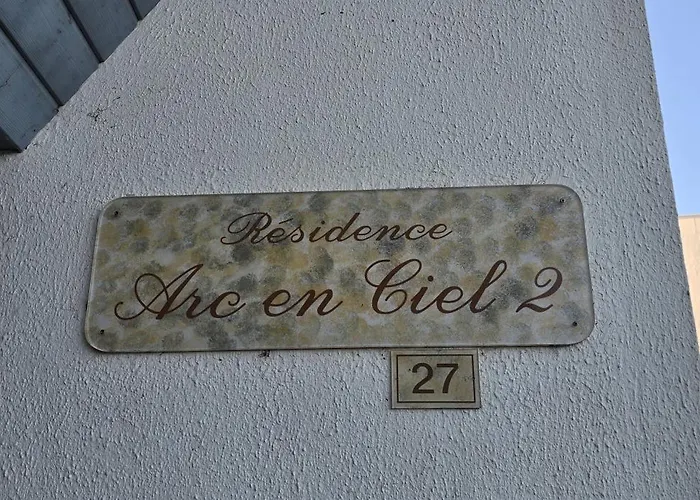 Résidence
Arc en Ciel 2
27